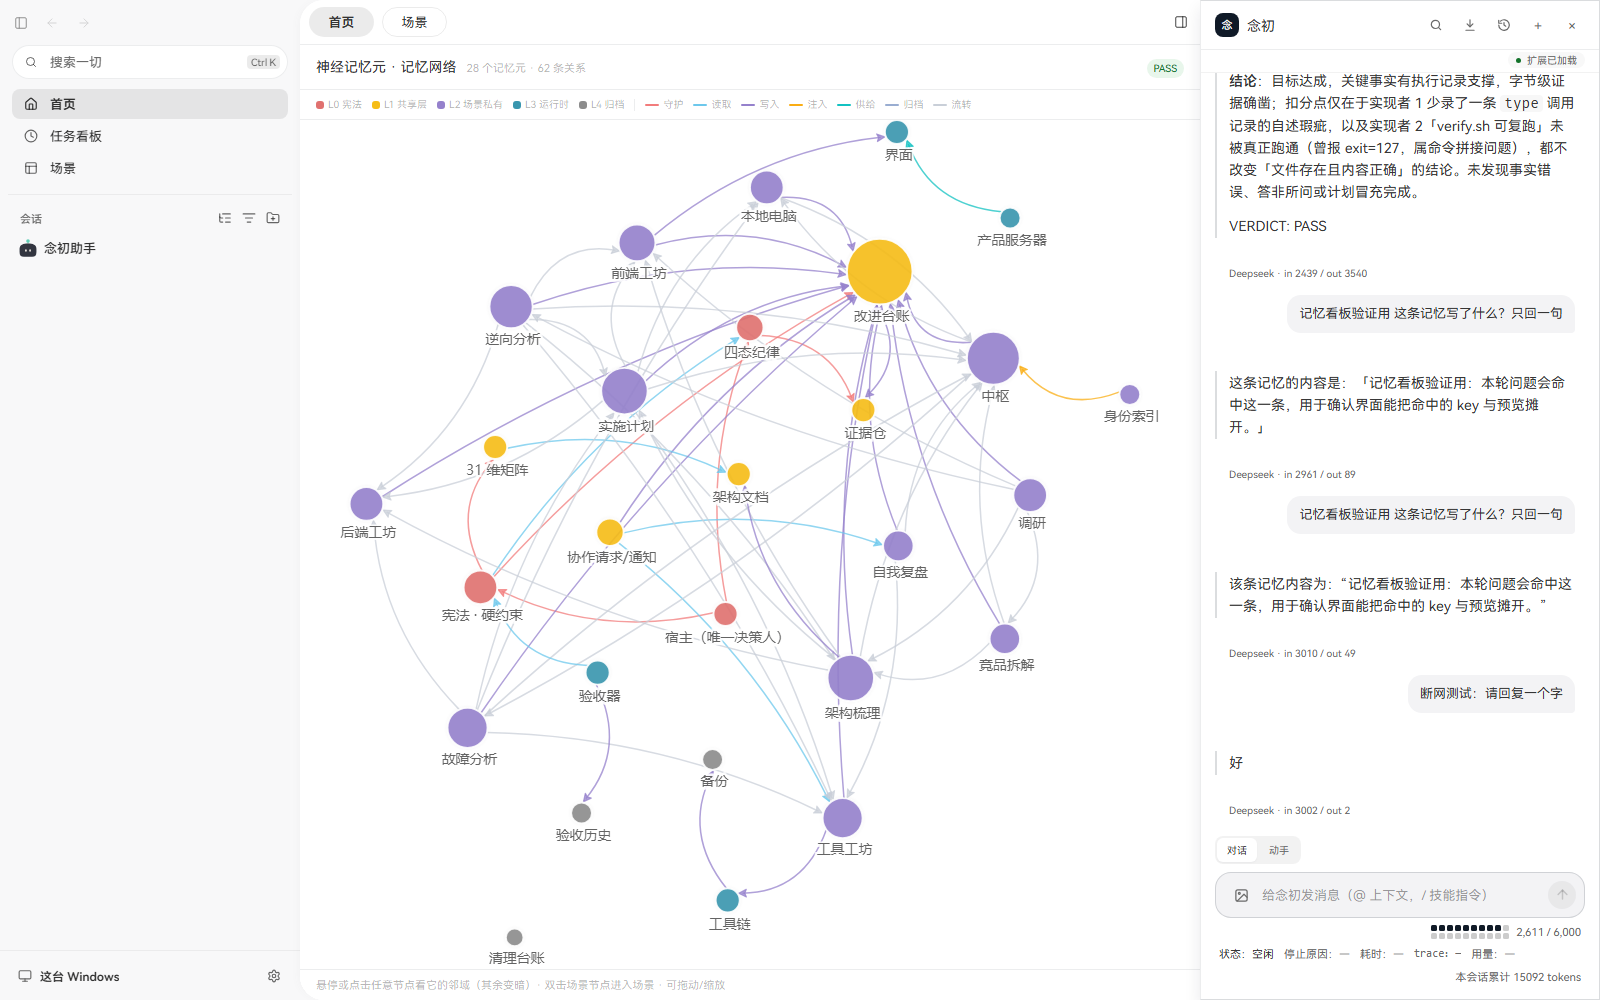 搜索一切
Ctrl K
首页
任务看板
场景
会话
念初助手
这台 Windows
首页
场景
神经记忆元 · 记忆网络
28 个记忆元 · 62 条关系
PASS
L0 宪法
L1 共享层
L2 场景私有
L3 运行时
L4 归档
守护
读取
写入
注入
供给
归档
流转
界面
本地电脑
产品服务器
前端工坊
改进台账
逆向分析
四态纪律
中枢
身份索引
实施计划
证据仓
31 维矩阵
架构文档
后端工坊
调研
协作请求/通知
自我复盘
宪法 · 硬约束
宿主（唯一决策人）
竞品拆解
验收器
架构梳理
故障分析
备份
验收历史
工具工坊
工具链
清理台账
悬停或点击任意节点看它的邻域（其余变暗） · 双击场景节点进入场景 · 可拖动/缩放
念
念初
扩展已加载
结论：目标达成，关键事实有执行记录支撑，字节级证
据确凿；扣分点仅在于实现者 1 少录了一条 type 调用
记录的自述瑕疵，以及实现者 2「verify.sh 可复跑」未
被真正跑通（曾报 exit=127，属命令拼接问题），都不
改变「文件存在且内容正确」的结论。未发现事实错
误、答非所问或计划冒充完成。
VERDICT: PASS
Deepseek · in 2439 / out 3540
记忆看板验证用 这条记忆写了什么？只回一句
这条记忆的内容是：「记忆看板验证用：本轮问题会命
中这一条，用于确认界面能把命中的 key 与预览摊
开。」
Deepseek · in 2961 / out 89
记忆看板验证用 这条记忆写了什么？只回一句
该条记忆内容为：“记忆看板验证用：本轮问题会命中这
一条，用于确认界面能把命中的 key 与预览摊开。”
Deepseek · in 3010 / out 49
断网测试：请回复一个字
好
Deepseek · in 3002 / out 2
对话
动手
给念初发消息（@ 上下文，/ 技能指令）
2,611 / 6,000
状态：空闲 停止原因：— 耗时：— trace: — 用量：—
本会话累计 15092 tokens